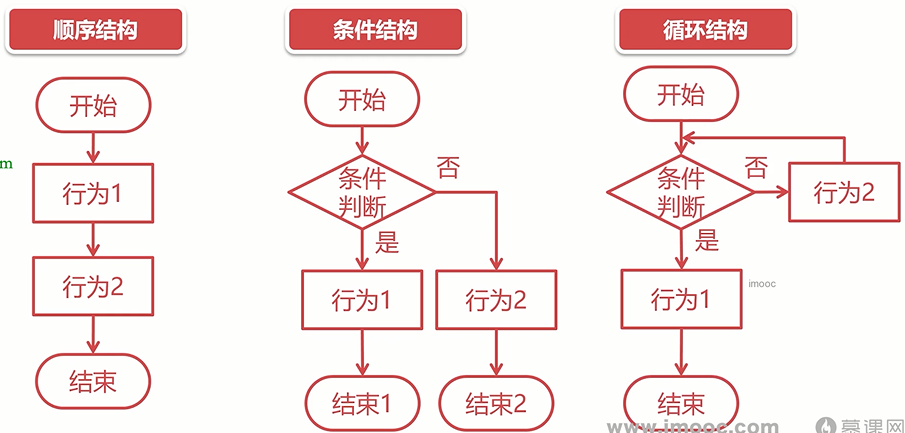 顺序结构
条件结构
循环结构
开始
行为1
行为2
结束
开始
条件
判断
否
是
行为1
行为2
结束1
结束2
开始
条件
判断
否
行为2
是
行为1
结束
m
imooc
www.imooc.com
慕课网